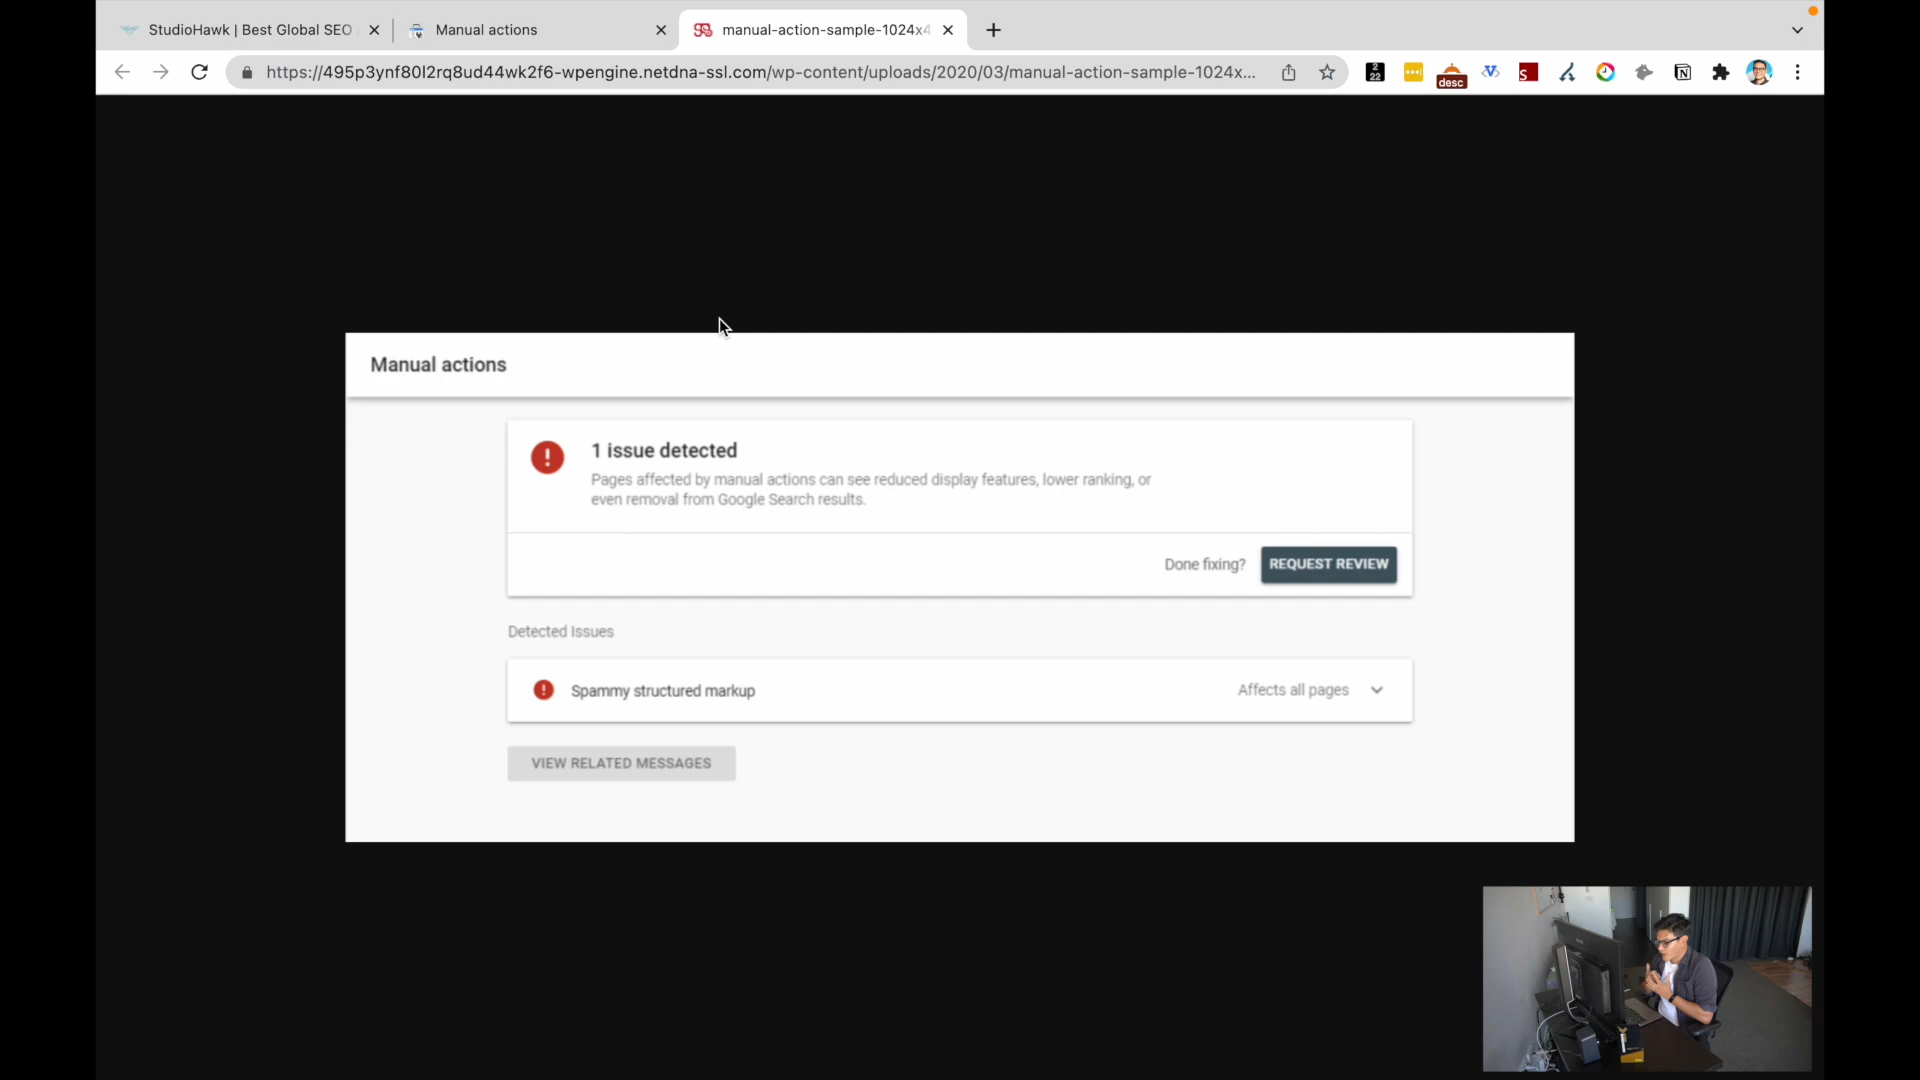 StudioHawk | Best Global SEO
Manual actions
manual-action-sample-1024x4
https://495p3ynf80l2rq8ud44wk2f6-wpengine.netdna-ssl.com/wp-content/uploads/2020/03/manual-action-sample-1024x...
2
22
desc
Manual actions
1 issue detected
Pages affected by manual actions can see reduced display features, lower ranking, or
even removal from Google Search results.
Done fixing?
REQUEST REVIEW
Detected Issues
Spammy structured markup
Affects all pages
VIEW RELATED MESSAGES